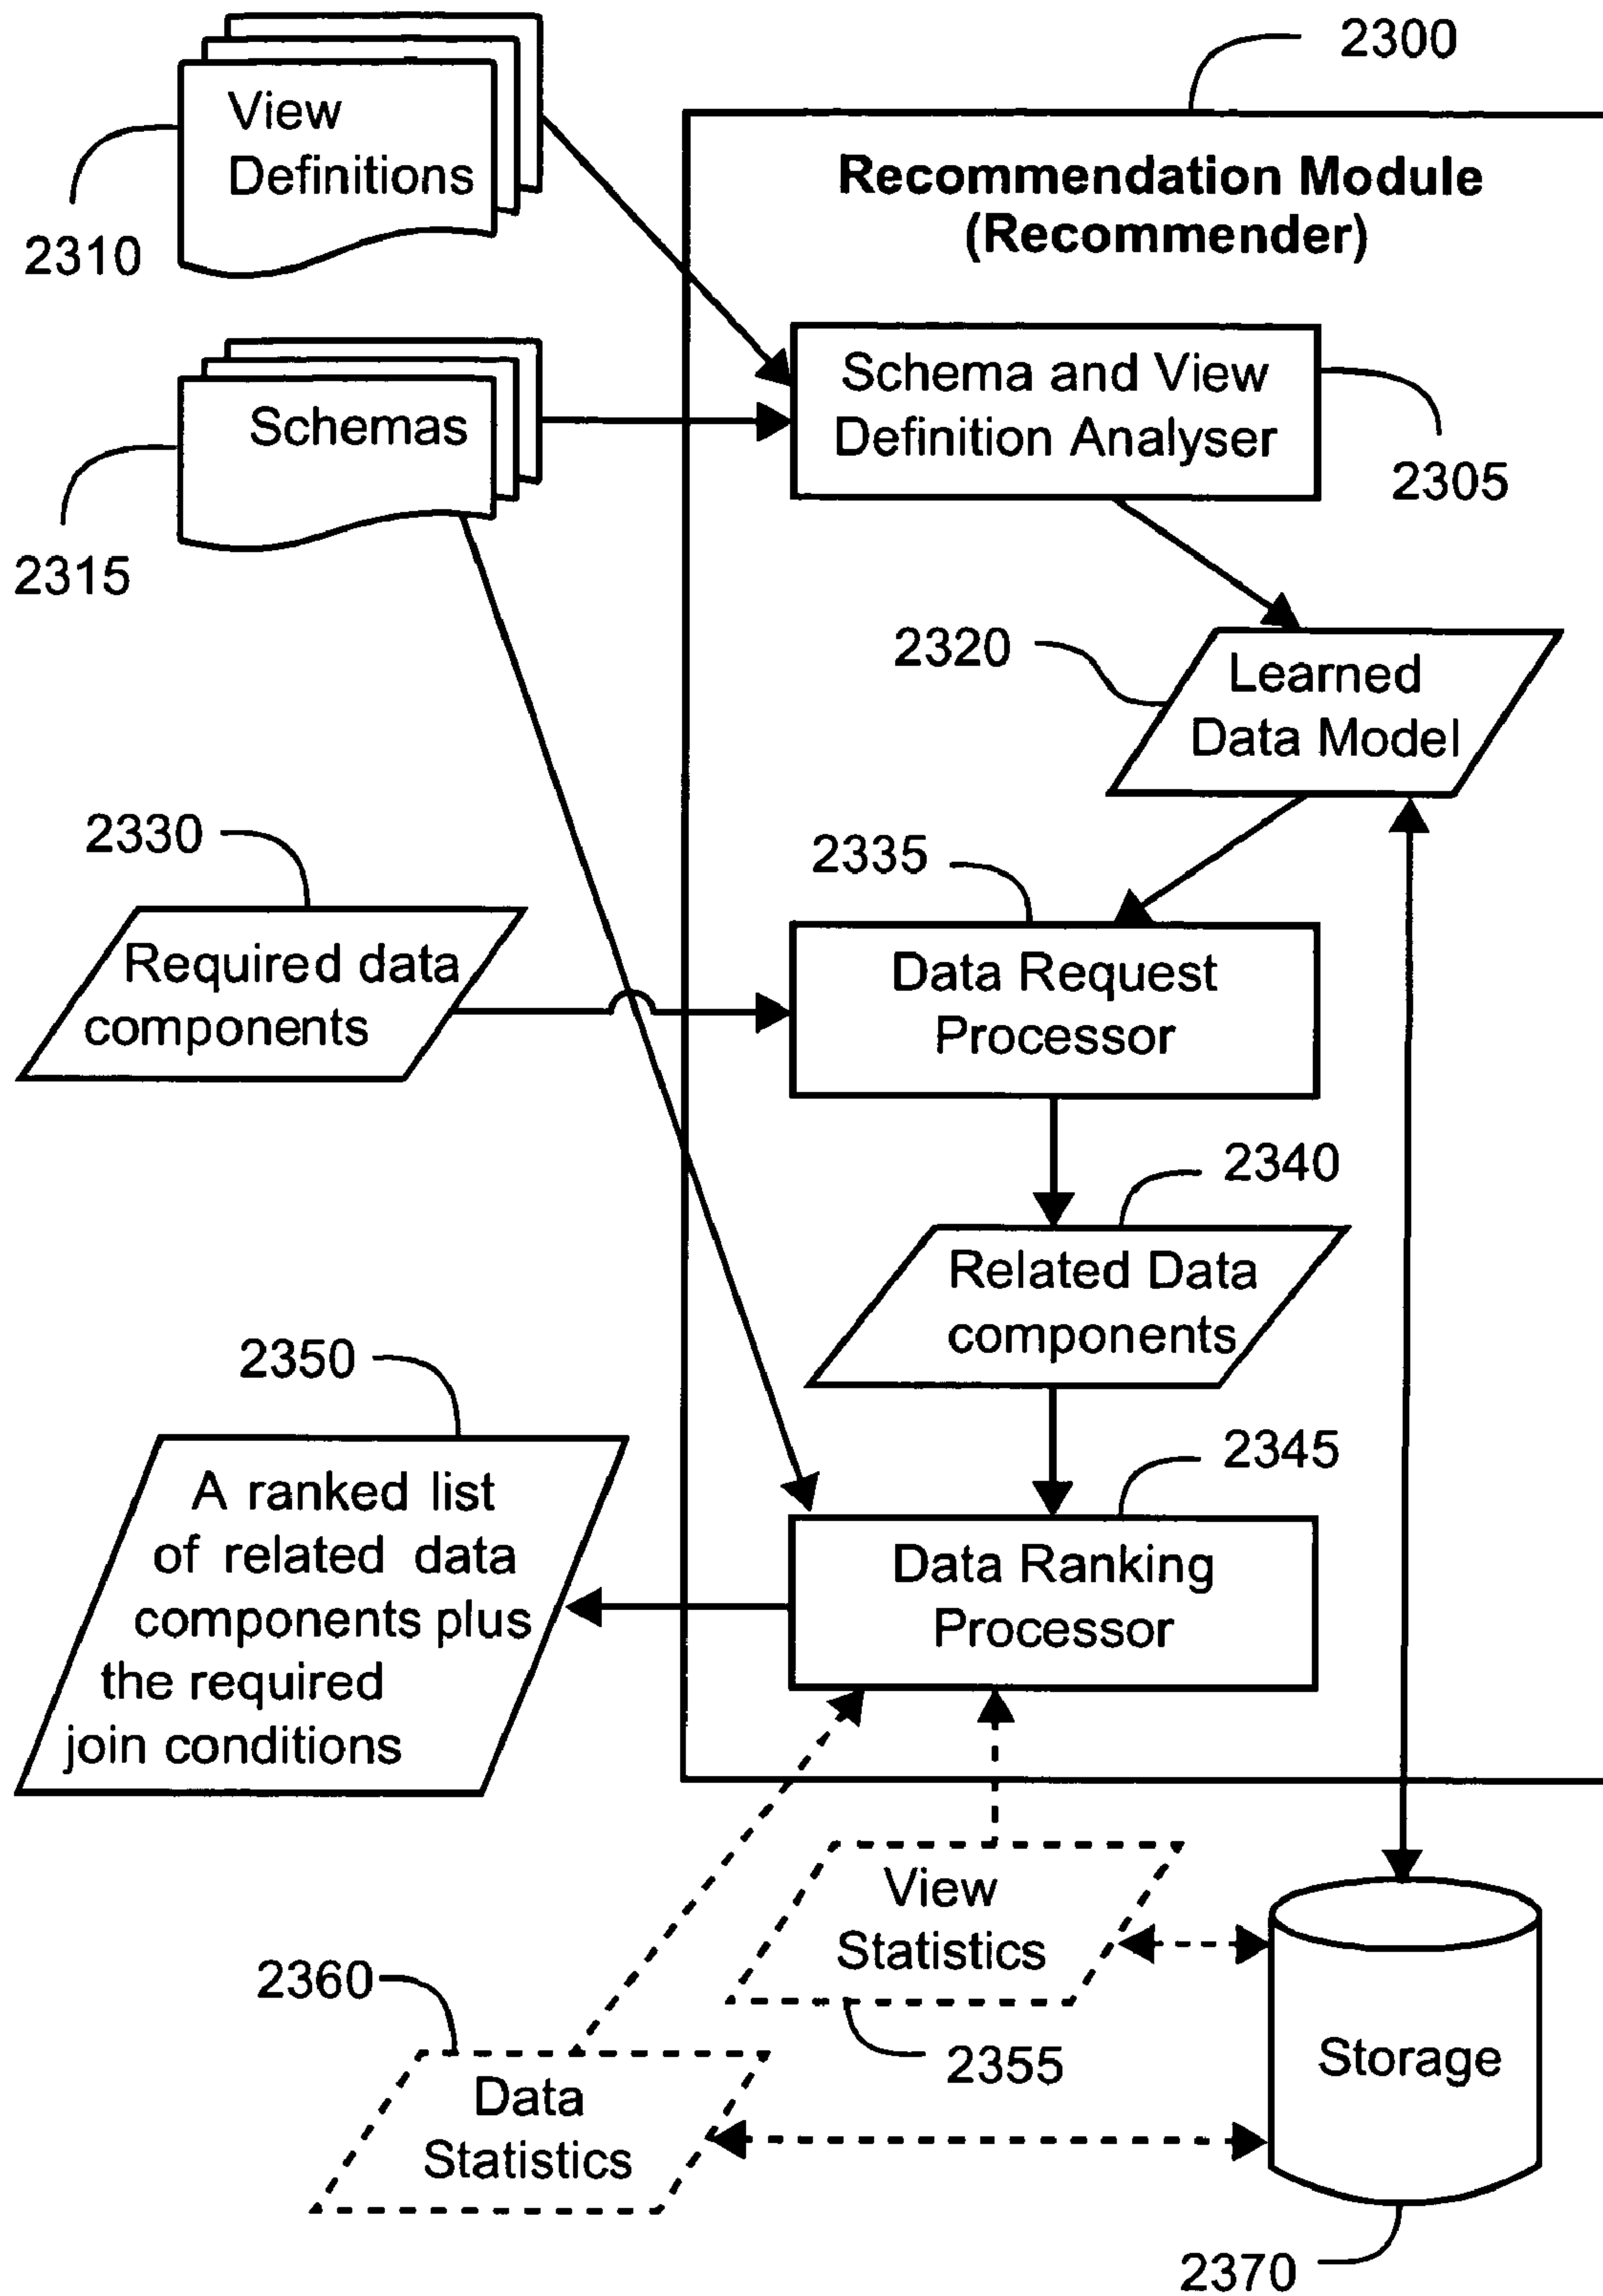 2300
View
Definitions
2310
Recommendation Module
(Recommender)
Schemas
2315
Schema and View
Definition Analyser
2305
2320
Learned
Data Model
2330
Required data
components
2335
Data Request
Processor
2340
Related Data
components
2350
A ranked list
of related data
components plus
the required
join conditions
2345
Data Ranking
Processor
View
Statistics
2355
2360
Data
Statistics
Storage
2370